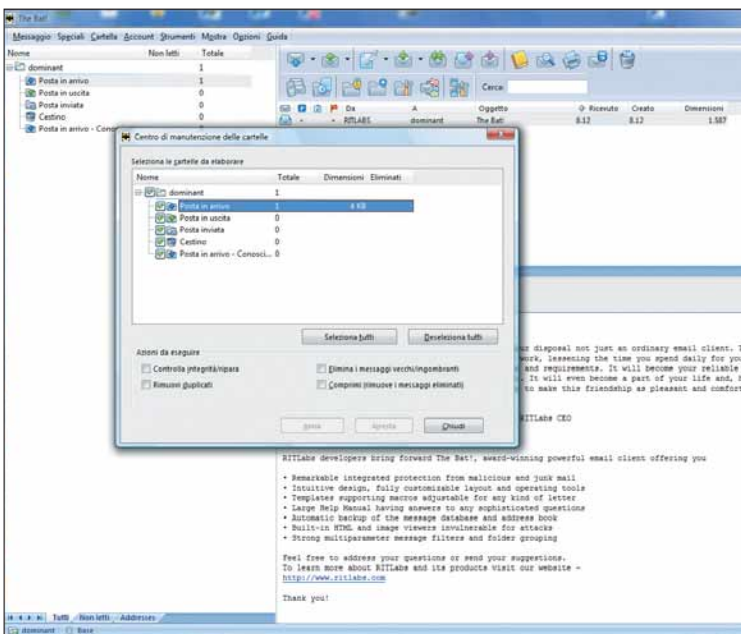 The Bat!
Messaggio Speciali Cartella Account Strumenti Mostra Opzioni Guida
Nome Non letti Totale
dominant 1
Posta in arrivo 1
Posta in uscita 0
Posta inviata 0
Cestino 0
Posta in arrivo - Conosc
Cerca:
Da A Oggetto Ricevuto Creato Dimensioni
RITLABS dominant The Bat! 8.12 8.12 1.587
Centro di manutenzione delle cartelle
Seleziona le cartelle da elaborare
Nome Totale Dimensioni Eliminati
dominant 1
Posta in arrivo 1 4 KB
Posta in uscita 0
Posta inviata 0
Cestino 0
Posta in arrivo - Conosci... 0
Seleziona tutti Deseleziona tutti
Azioni da eseguire
Controlla integrità/ripara Elimina i messaggi vecchi/ingombranti
Rimuovi duplicati Comprimi (rimuove i messaggi eliminati)
Chiudi
ur disposal not just an ordinary email client. T
work, lessening the time you spend daily for you
and requirements. It will become your reliable
. It will even become a part of your life and,
to make this friendship as pleasant and comfort
RITLabs CEO
RITLabs developers bring forward The Bat!, award-winning powerful email client offering you
• Remarkable integrated protection from malicious and junk mail
• Intuitive design, fully customizable layout and operating tools
• Templates supporting macros adjustable for any kind of letter
• Large Help Manual having answers to any sophisticated questions
• Automatic backup of the message database and address book
• Built-in HTML and image viewers invulnerable for attacks
• Strong multiparameter message filters and folder grouping
Feel free to address your questions or send your suggestions.
To learn more about RITLabs and its products visit our website -
http://www.ritlabs.com
Thank you!
Tutti Non letti Addresses
dominant Base